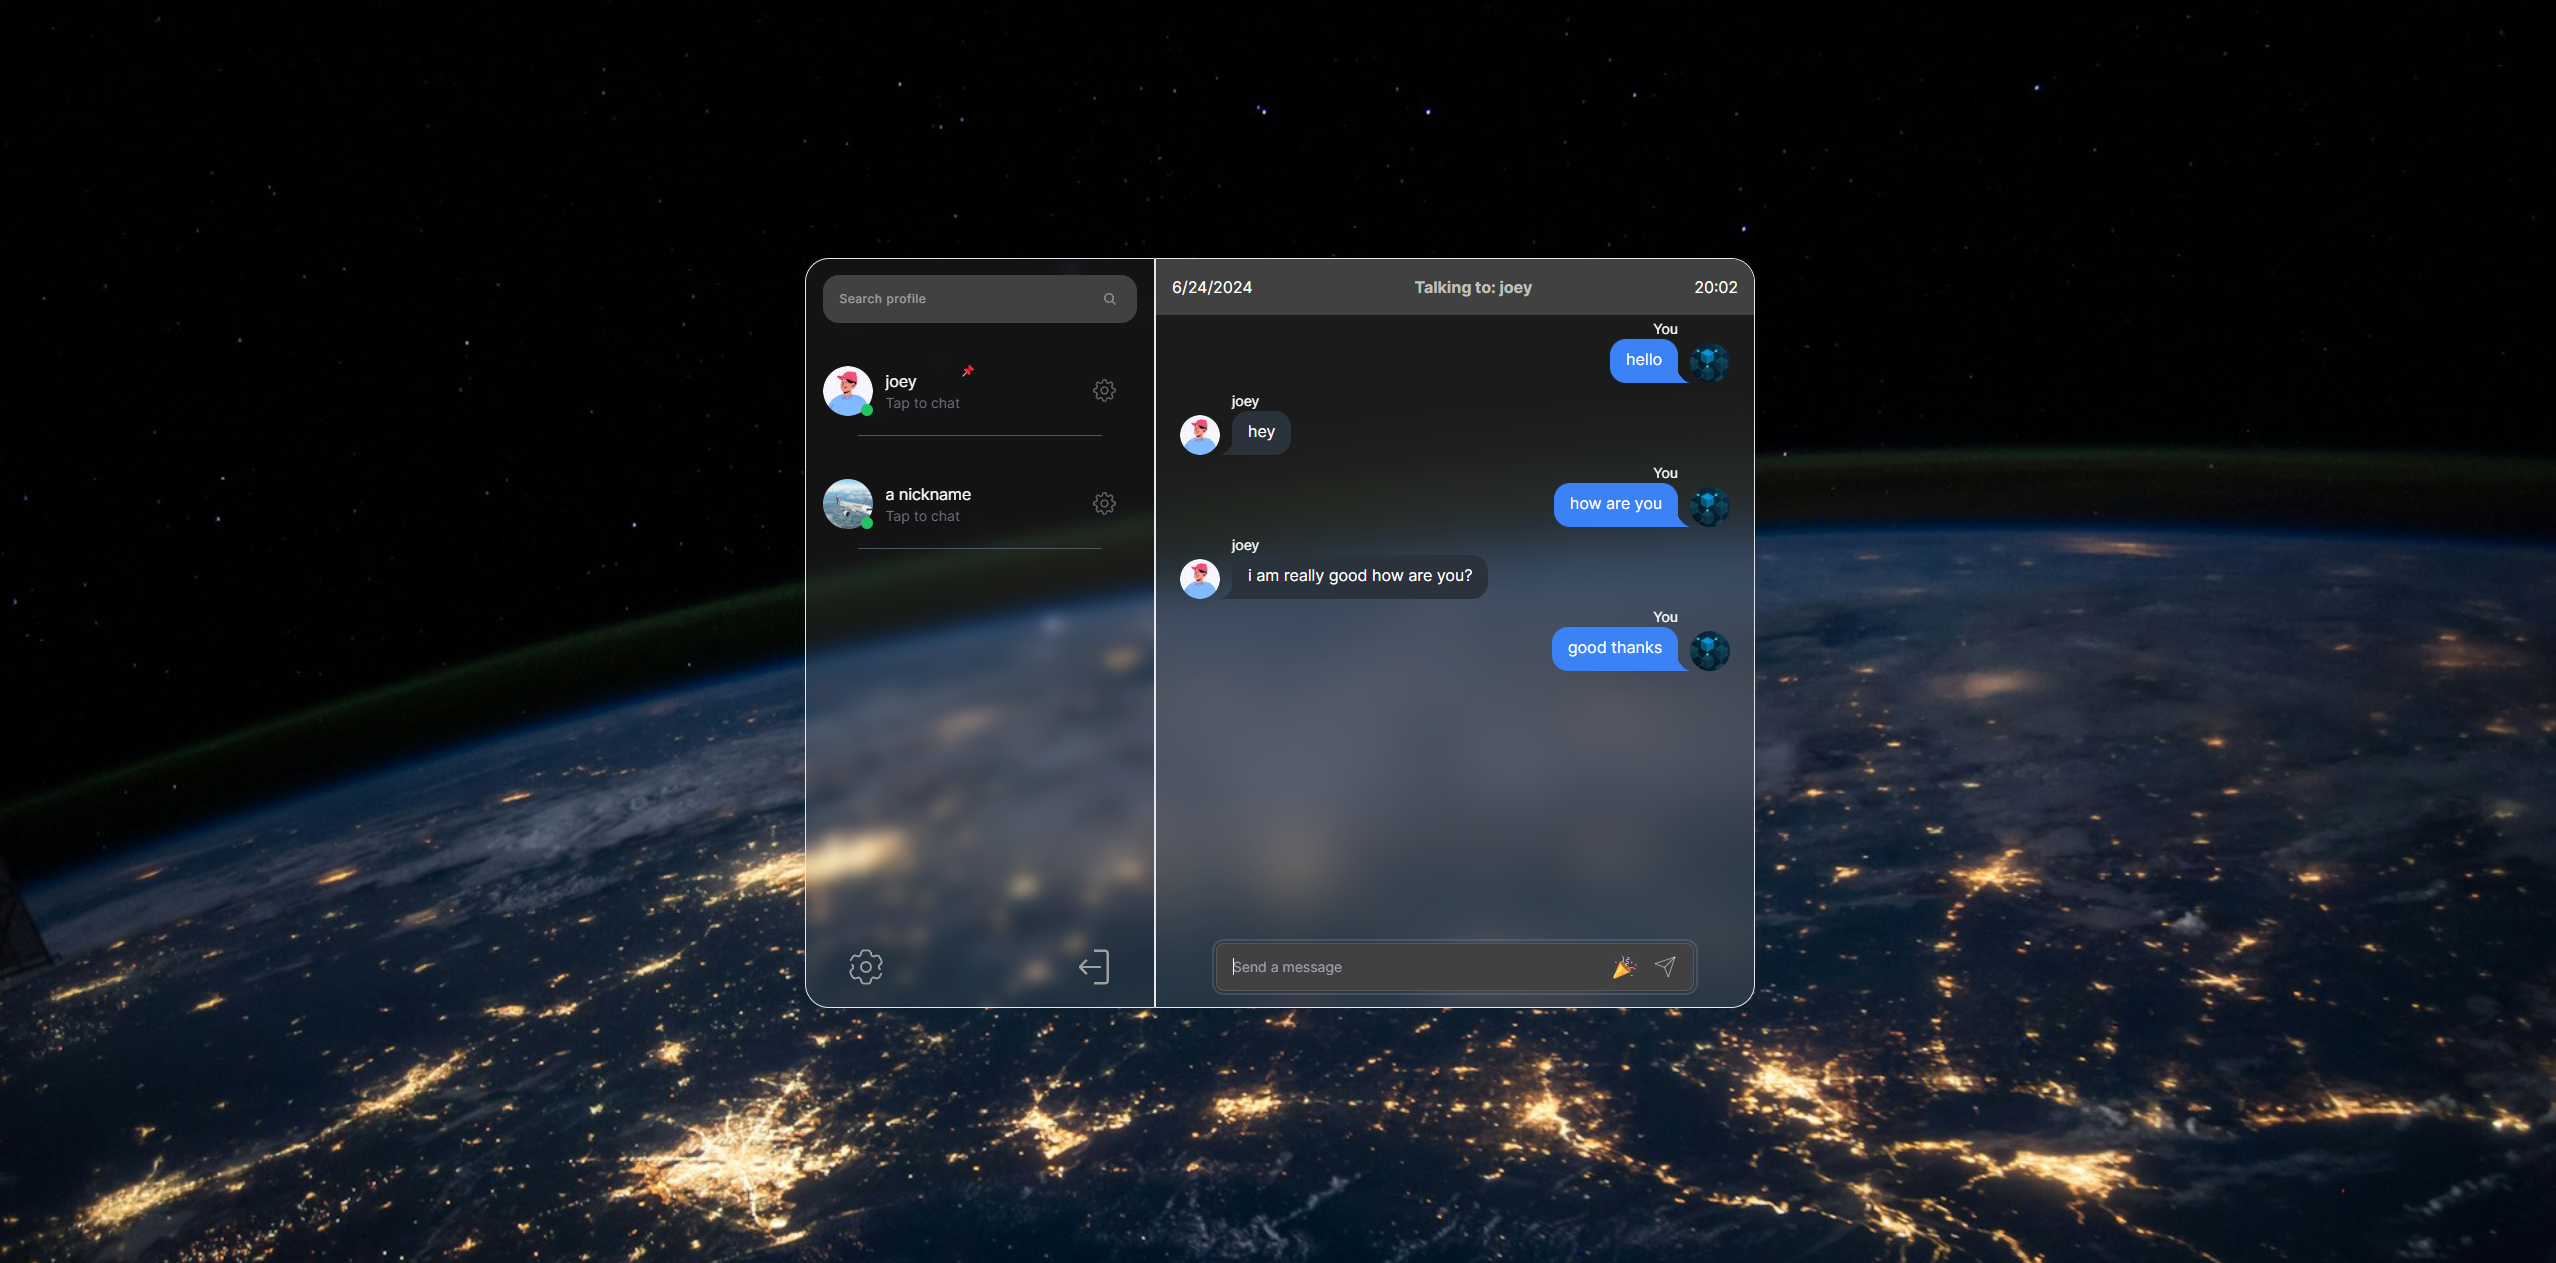 Search profile
joey
Tap to chat
a nickname
Tap to chat
6/24/2024
Talking to: joey
20:02
You
hello
joey
hey
You
how are you
joey
i am really good how are you?
You
good thanks
Send a message